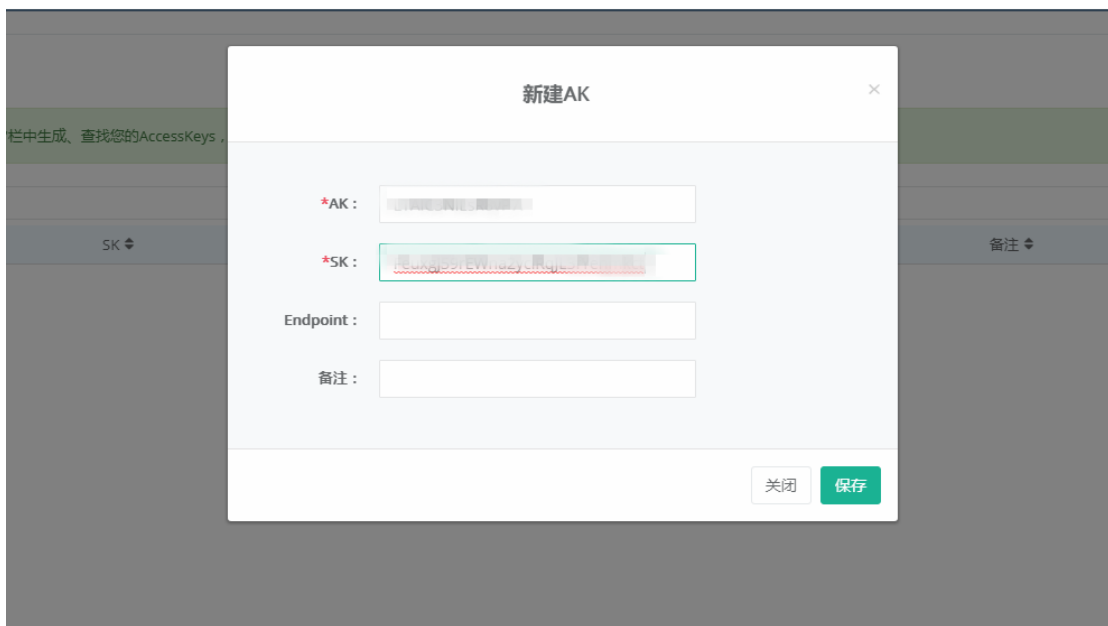 新建AK
×
栏中生成、查找您的AccessKeys，
*AK：
SK
*SK：
备注
Endpoint：
备注：
关闭
保存